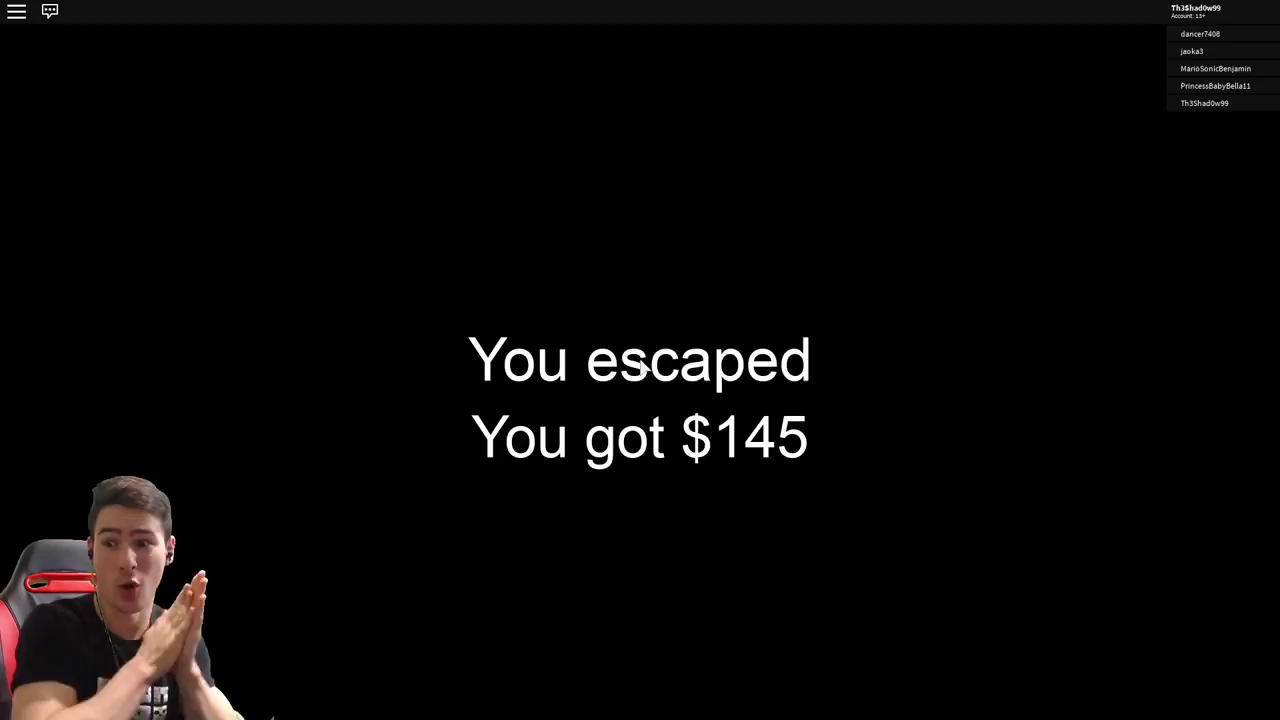 Th3Shad0w99
Account: 13+
dancer7408
jaoka3
MarioSonicBenjamin
PrincessBabyBella11
Th3Shad0w99
You escaped
You got $145